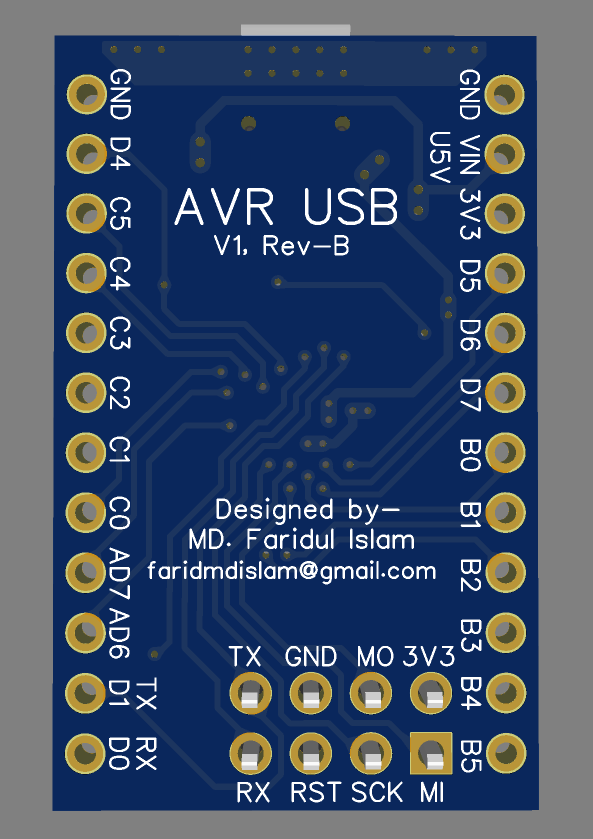 GND
D4
C5
C4
C3
C2
C1
C0
AD7
AD6
D1 TX
D0 RX
AVR USB
V1, Rev-B
GND
VIN U5V
3V3
D5
D6
D7
B0
B1
B2
B3
B4
B5
Designed by-
MD. Faridul Islam
faridmdislam@gmail.com
TX GND MO 3V3
RX RST SCK MI